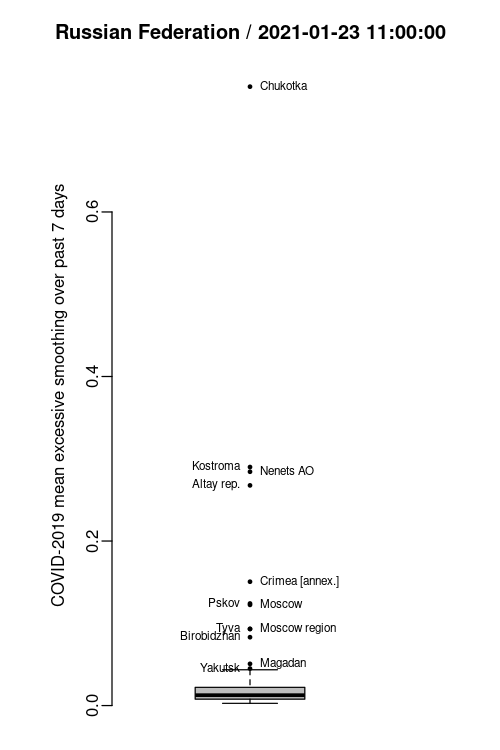 Russian Federation / 2021-01-23 11:00:00
Chukotka
COVID-2019 mean excessive smoothing over past 7 days
0.6
0.4
0.2
0.0
Kostroma
Nenets AO
Altay rep.
Crimea [annex.]
Pskov
Moscow
Tyva
Moscow region
Birobidzhan
Magadan
Yakutsk